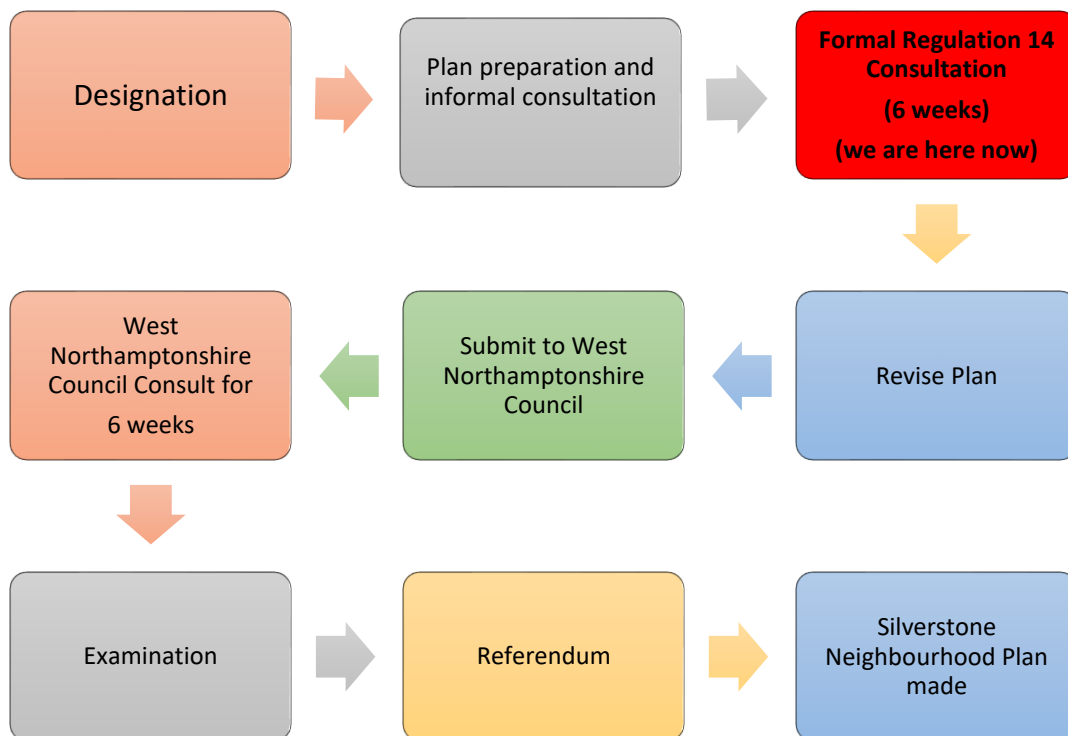 Designation
Plan preparation and
informal consultation
Formal Regulation 14
Consultation
(6 weeks)
(we are here now)
Revise Plan
Submit to West
Northamptonshire
Council
West
Northamptonshire
Council Consult for
6 weeks
Examination
Referendum
Silverstone
Neighbourhood Plan
made